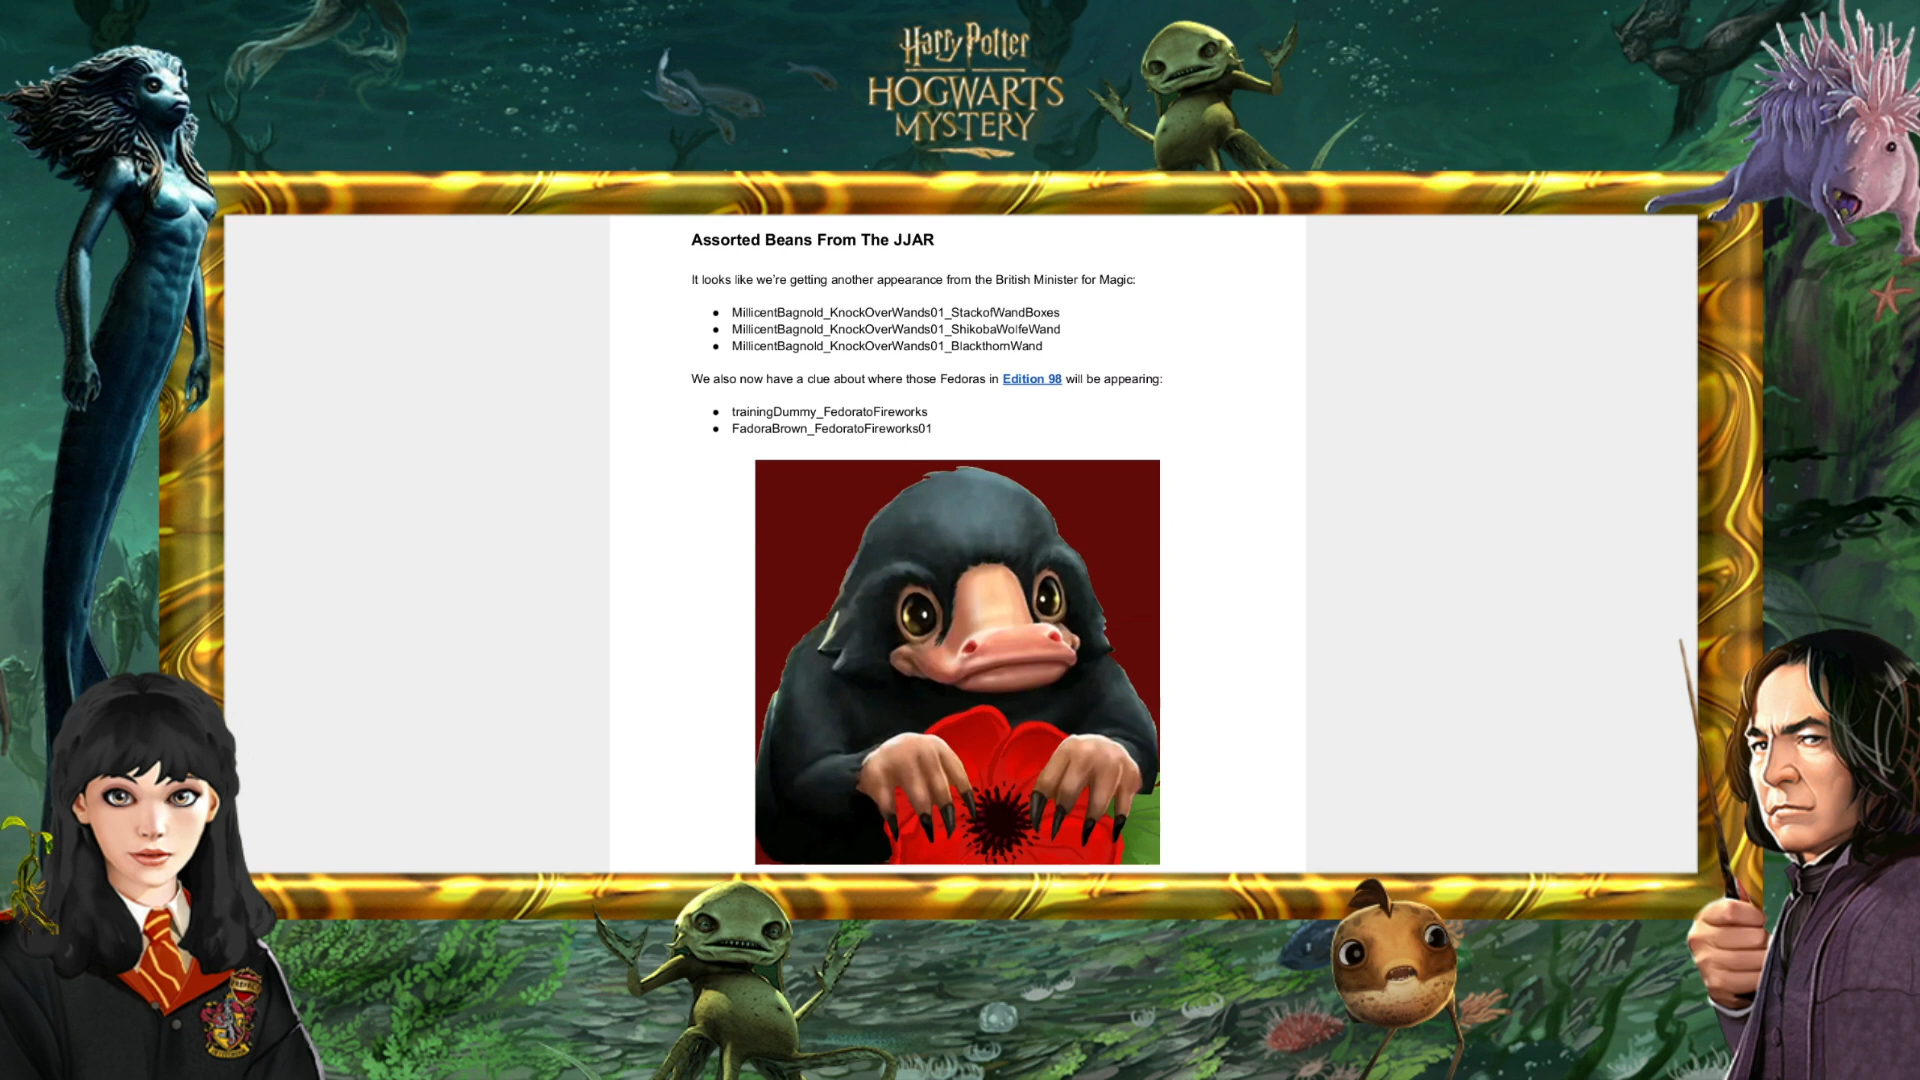 Harry Potter
HOGWARTS
MYSTERY
Assorted Beans From The JJAR
It looks like we're getting another appearance from the British Minister for Magic:
● MillicentBagnold_KnockOverWands01_StackofWandBoxes
● MillicentBagnold_KnockOverWands01_ShikobaWolfeWand
● MillicentBagnold_KnockOverWands01_BlackthornWand
We also now have a clue about where those Fedoras in Edition 98 will be appearing:
● trainingDummy_FedoratoFireworks
● FadoraBrown_FedoratoFireworks01
PREFECT